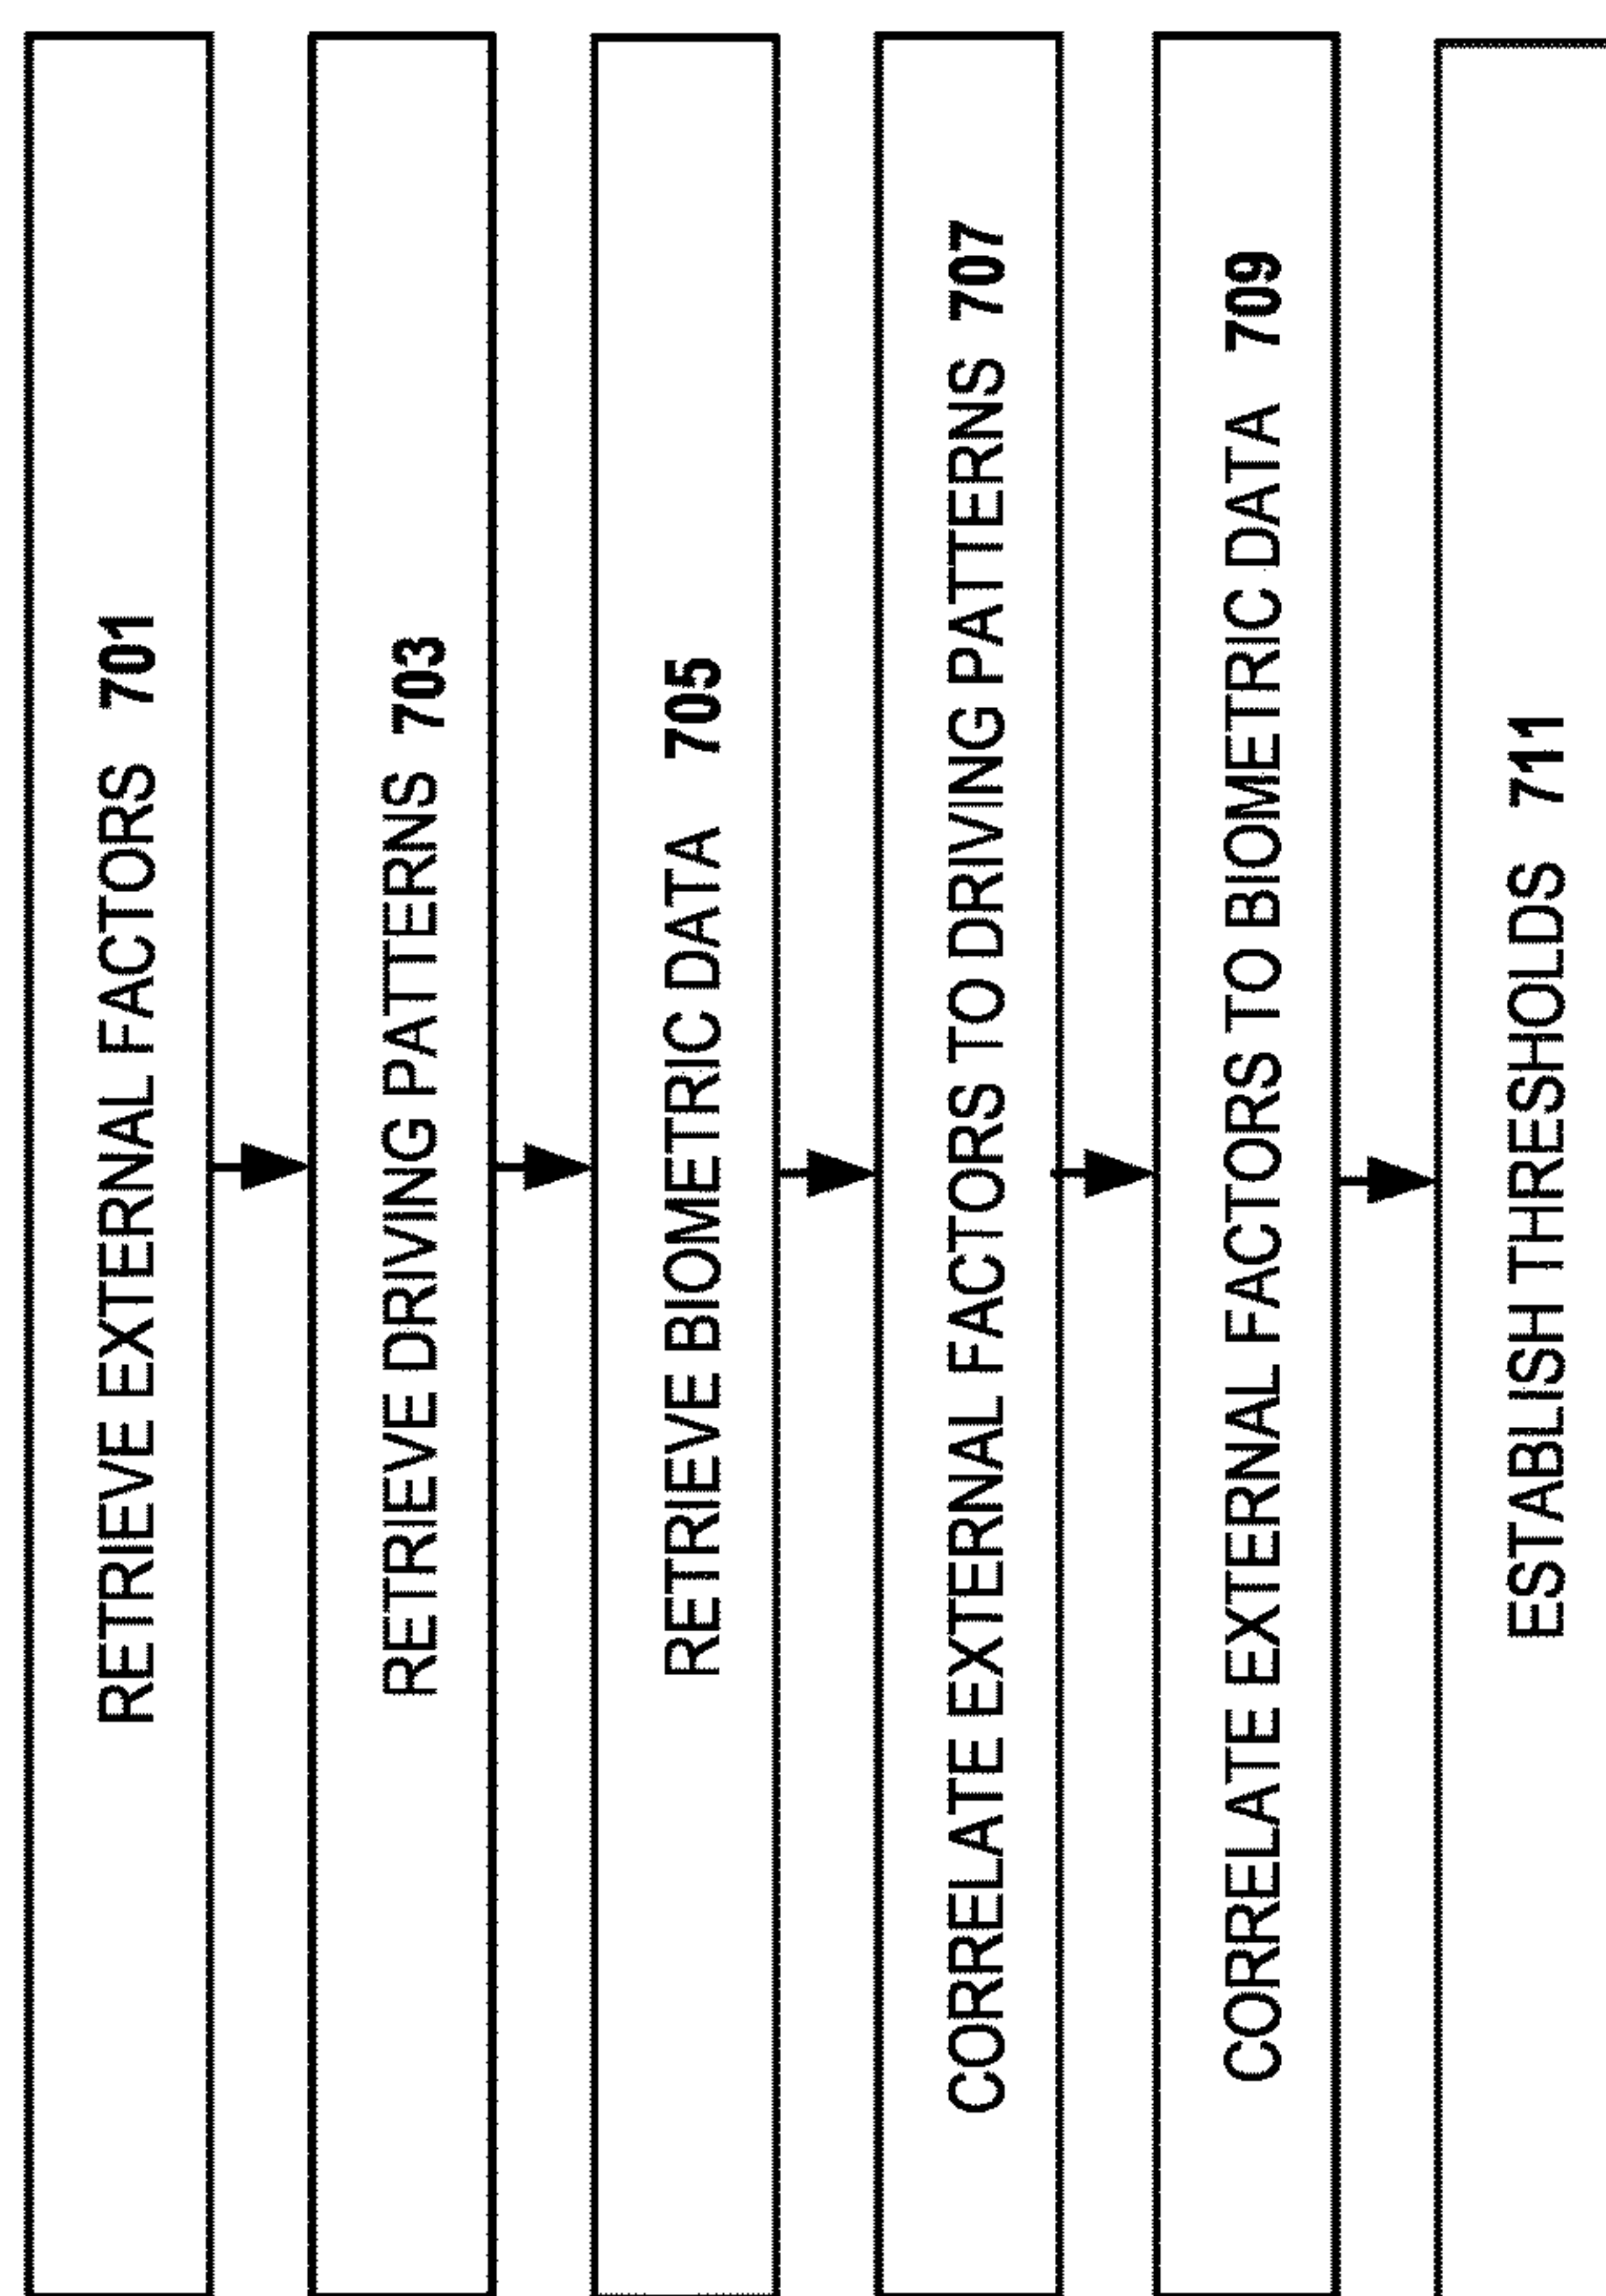 RETRIEVE EXTERNAL FACTORS 701
RETRIEVE DRIVING PATTERNS 703
RETRIEVE BIOMETRIC DATA 705
CORRELATE EXTERNAL FACTORS TO DRIVING PATTERNS 707
CORRELATE EXTERNAL FACTORS TO BIOMETRIC DATA 709
ESTABLISH THRESHOLDS 711